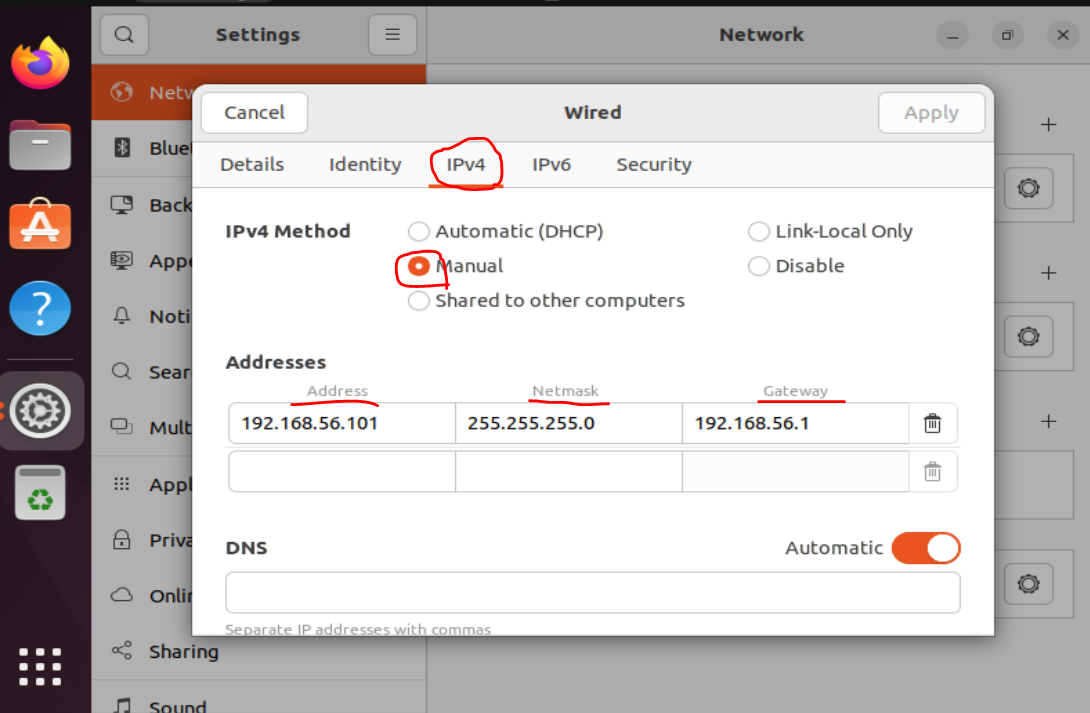 Settings
Network
Netw
Cancel
Wired
Apply
Details Identity IPv4 IPv6 Security
Blue
Back
IPv4 Method
Automatic (DHCP)
Link-Local Only
Appe
Manual
Disable
Shared to other computers
Noti
Addresses
Sear
Address Netmask Gateway
192.168.56.101 255.255.255.0 192.168.56.1
Mult
Appl
Priva
DNS
Automatic
Onlin
Separate IP addresses with commas
Sharing
Sound